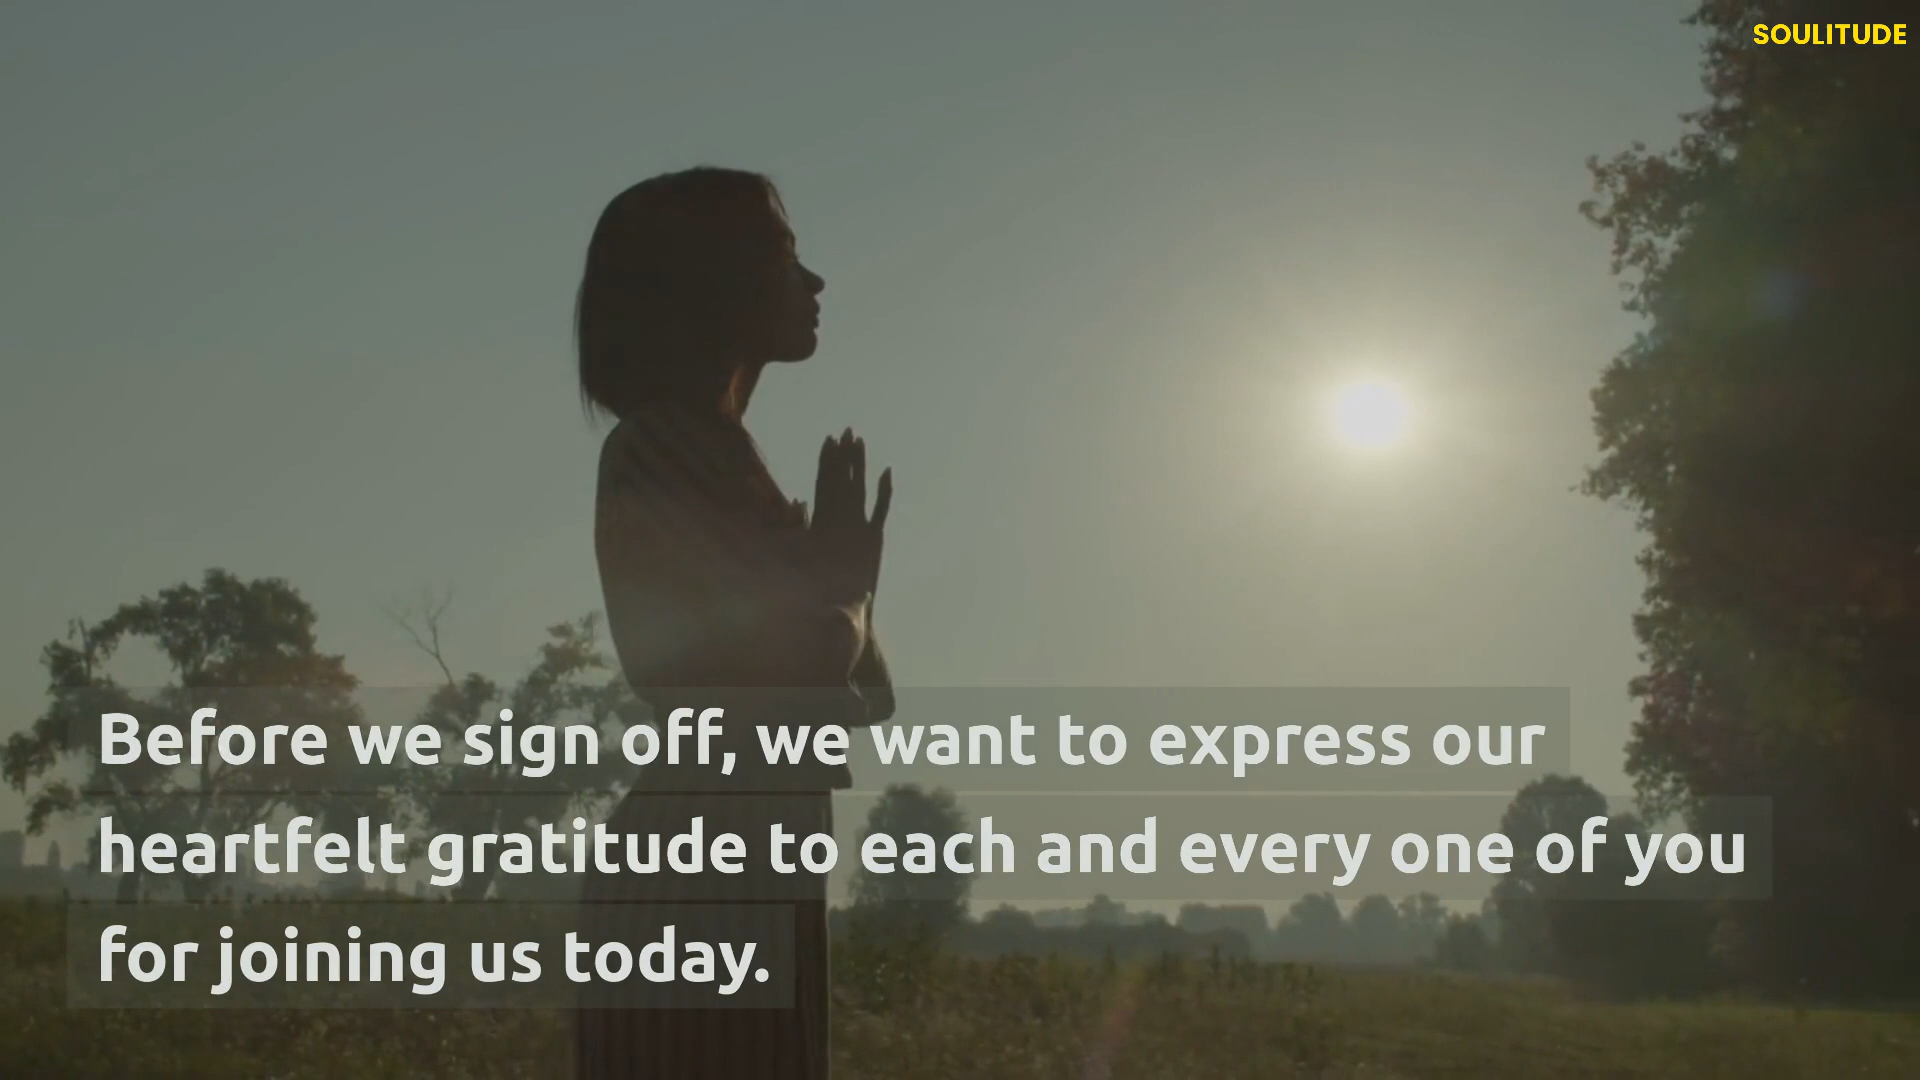 SOULITUDE
Before we sign off, we want to express our
heartfelt gratitude to each and every one of you
for joining us today.